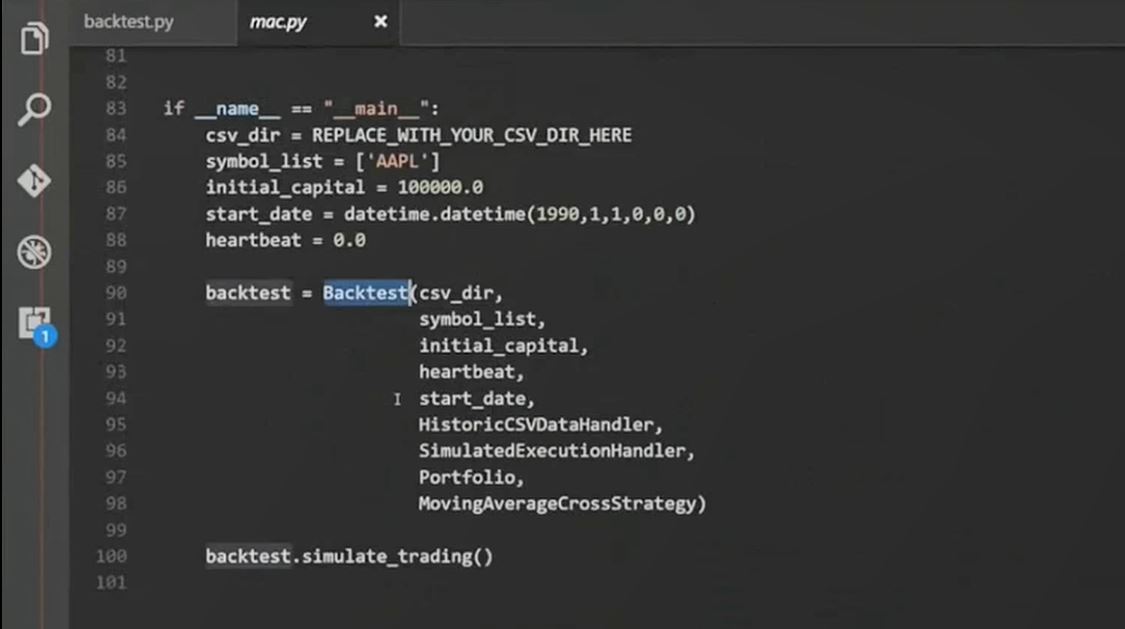 backtest.py
mac.py
81
82
83 if __name__ == "__main__":
84 csv_dir = REPLACE_WITH_YOUR_CSV_DIR_HERE
85 symbol_list = ['AAPL']
86 initial_capital = 100000.0
87 start_date = datetime.datetime(1990,1,1,0,0,0)
88 heartbeat = 0.0
89
90 backtest = Backtest(csv_dir,
91 symbol_list,
92 initial_capital,
93 heartbeat,
94 start_date,
95 HistoricCSVDataHandler,
96 SimulatedExecutionHandler,
97 Portfolio,
98 MovingAverageCrossStrategy)
99
100 backtest.simulate_trading()
101
1